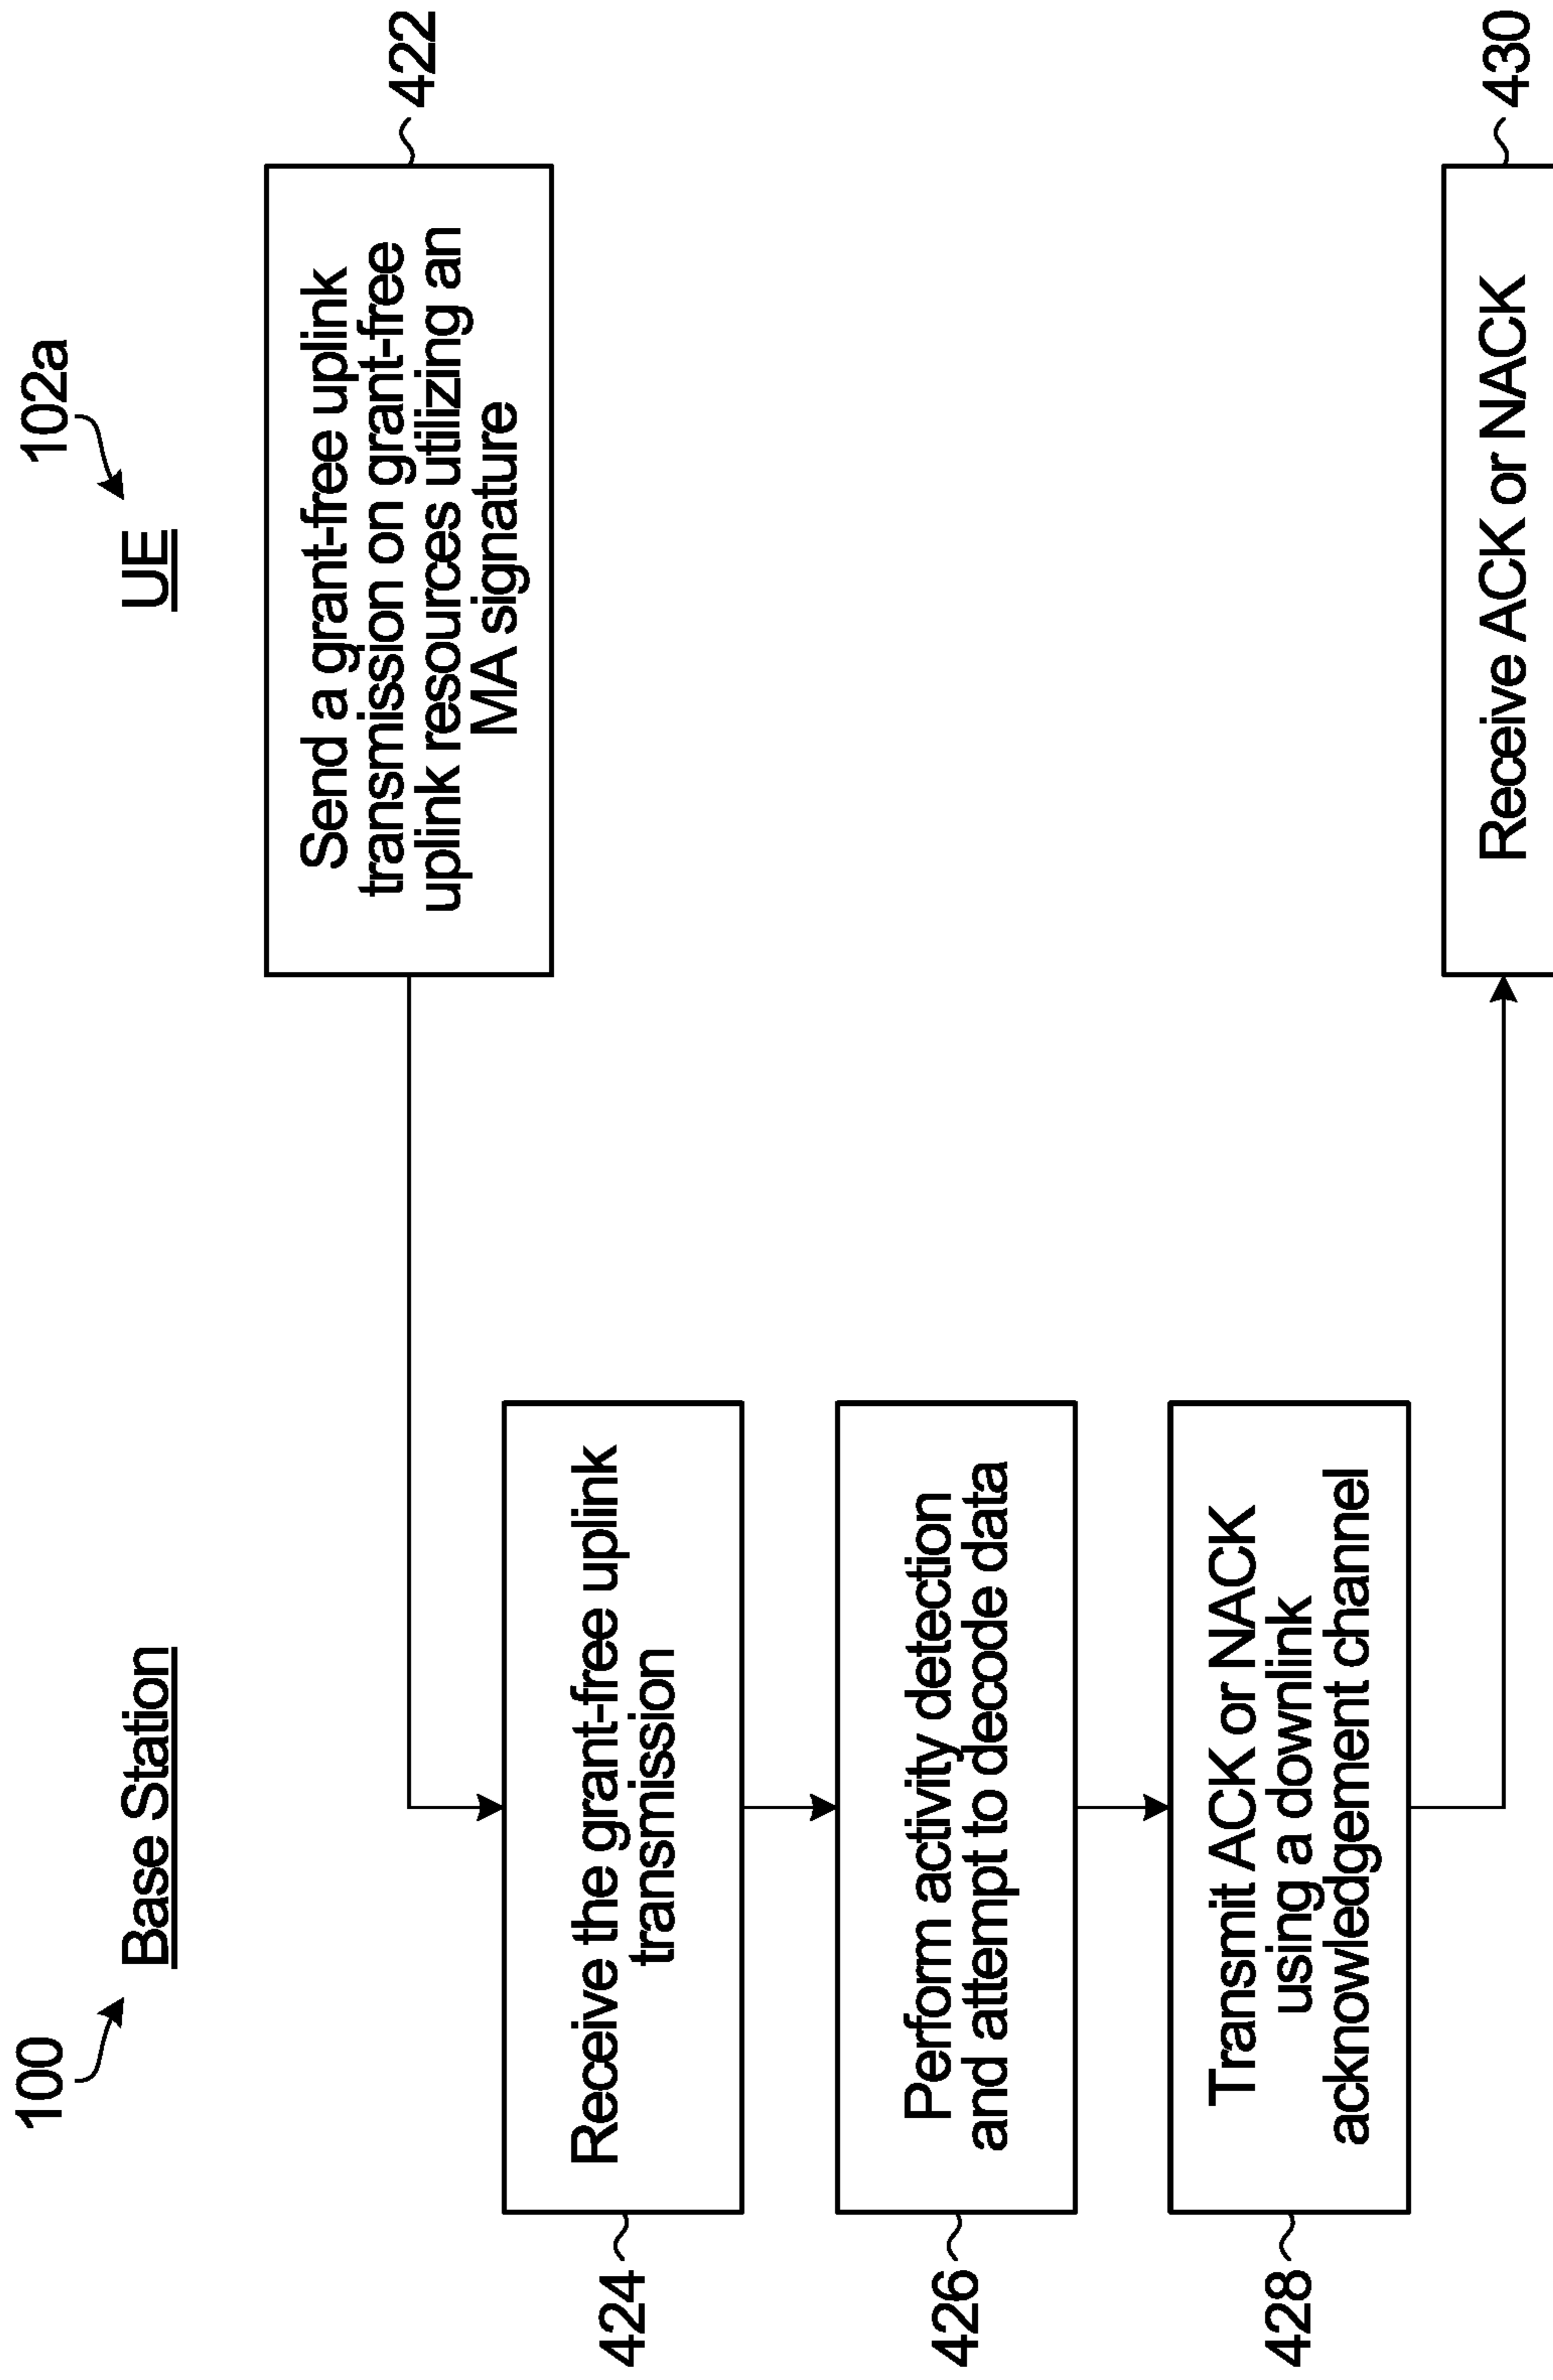 100
Base Station
102a
UE
Send a grant-free uplink
transmission on grant-free
uplink resources utilizing an
MA signature
422
Receive the grant-free uplink
transmission
424
Perform activity detection
and attempt to decode data
426
Transmit ACK or NACK
using a downlink
acknowledgement channel
428
Receive ACK or NACK
430